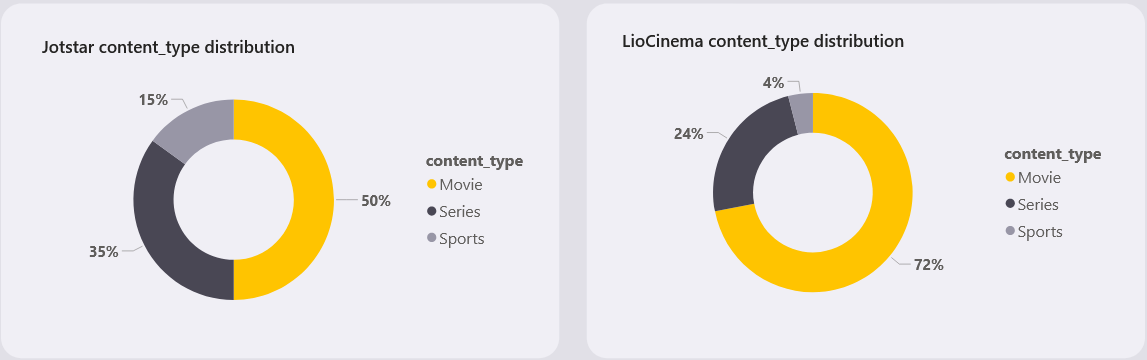 Jotstar content_type distribution
15%
50%
35%
content_type
Movie
Series
Sports
LioCinema content_type distribution
4%
24%
72%
content_type
Movie
Series
Sports